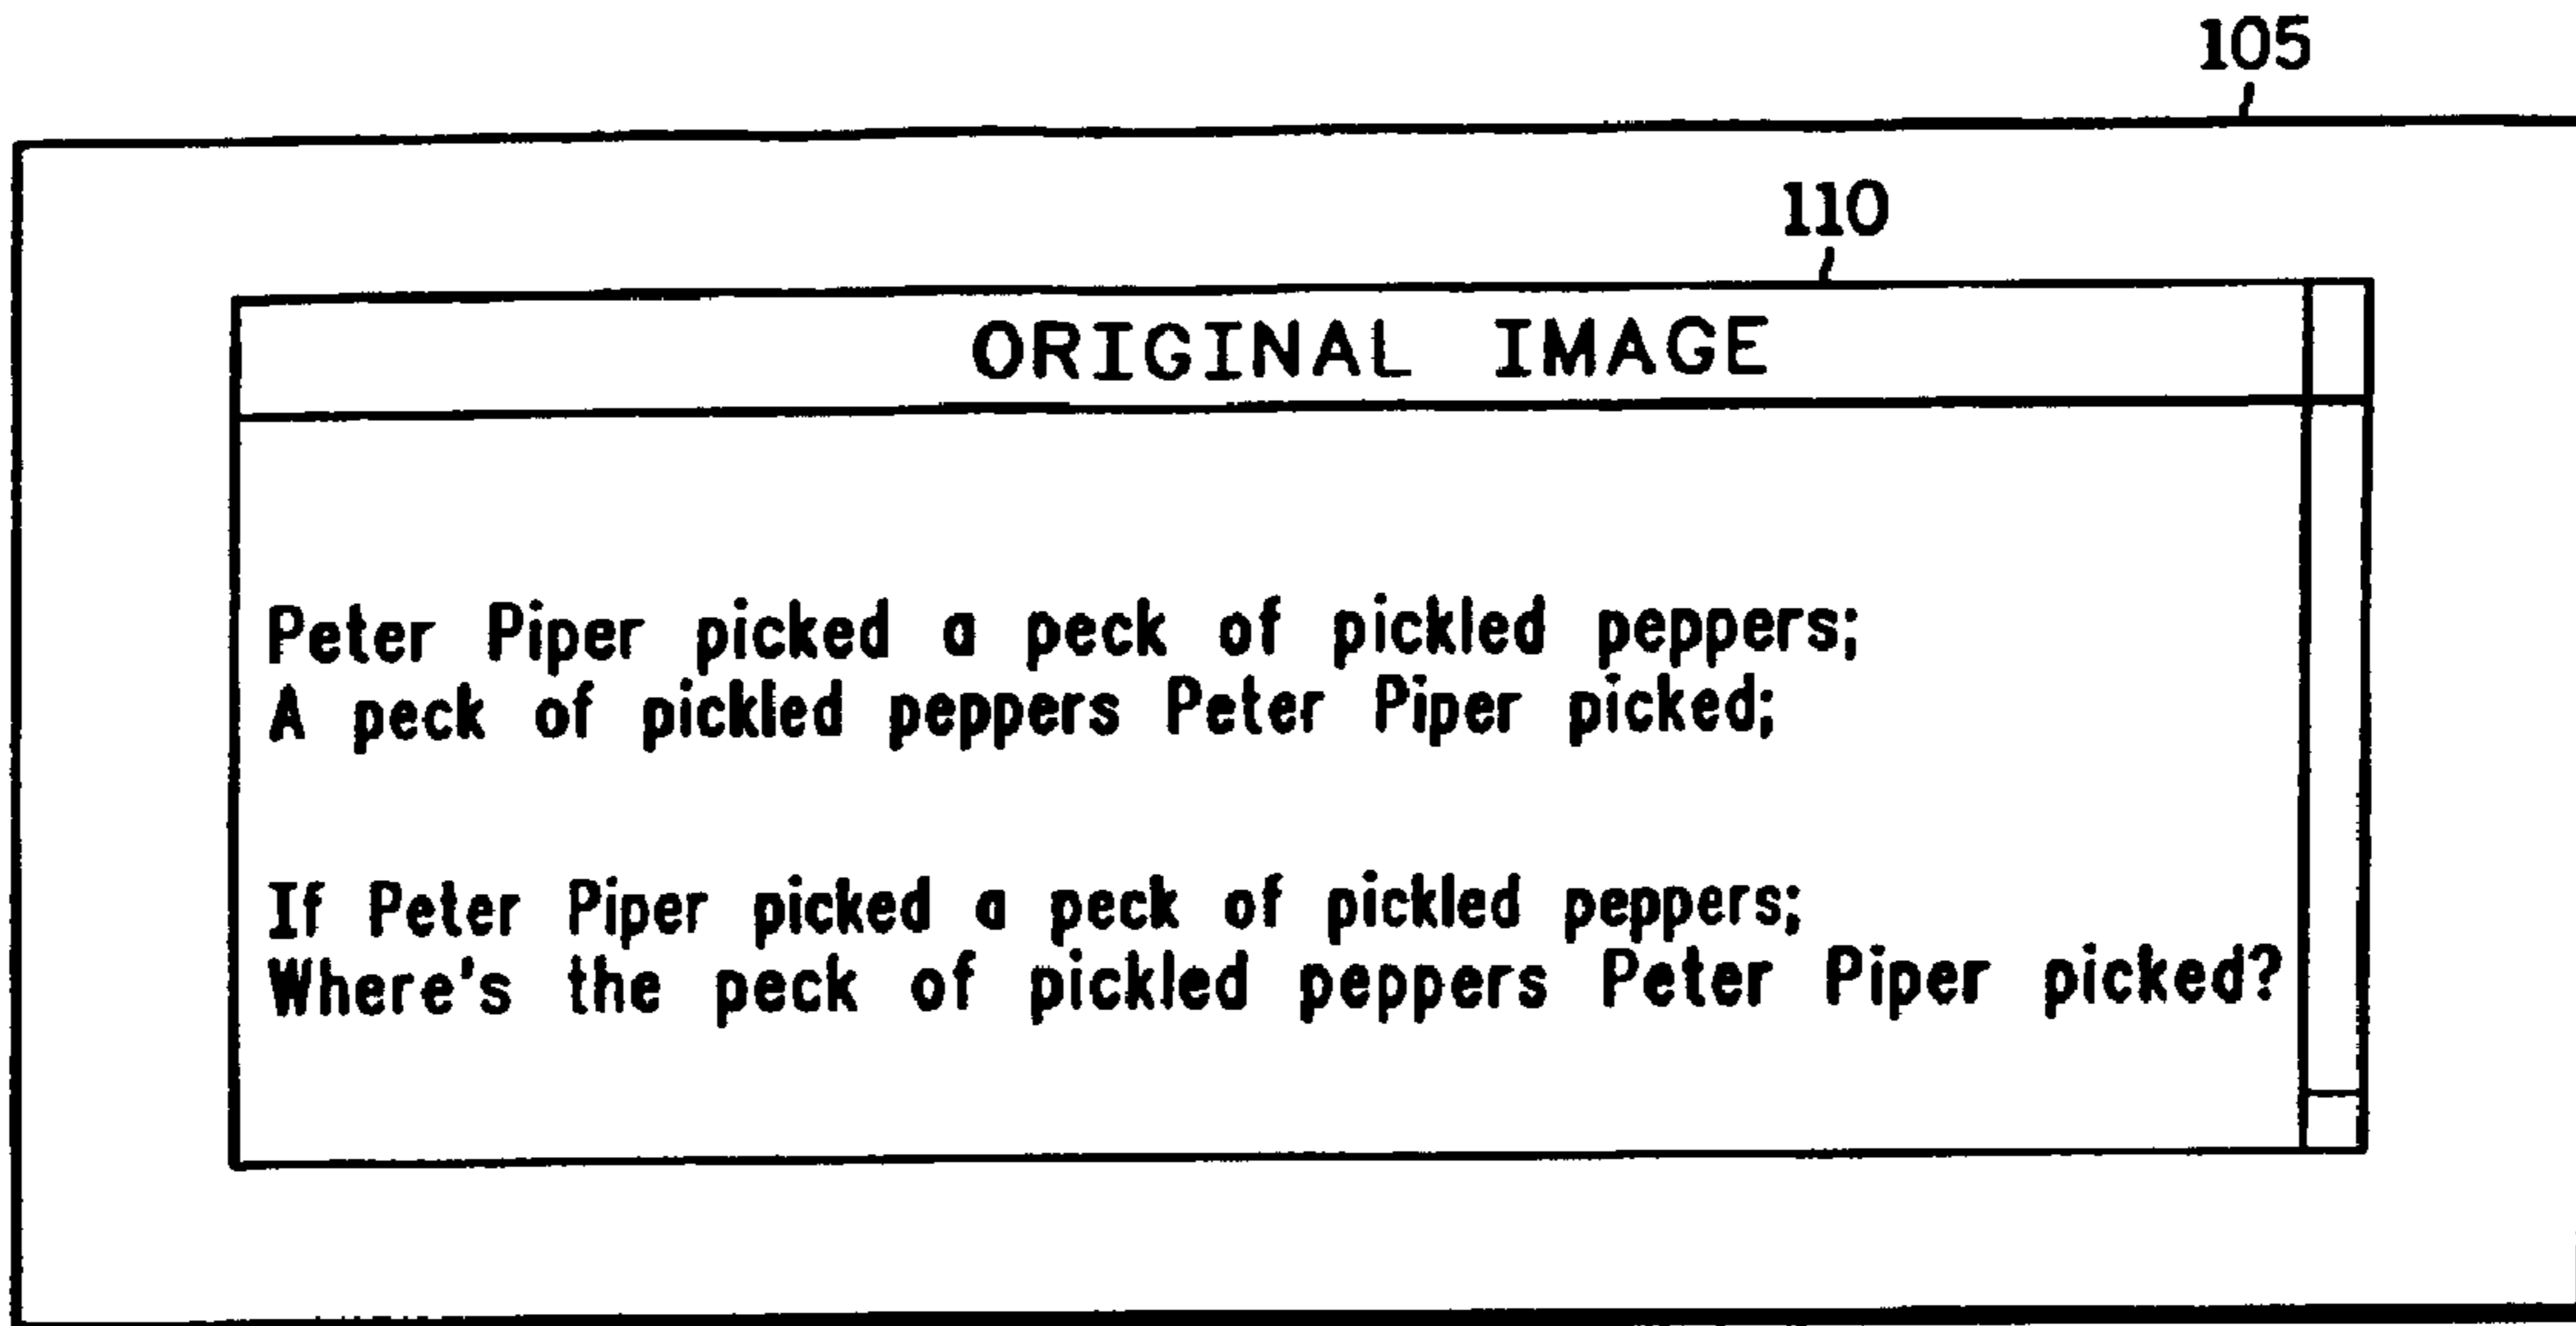 105
110
ORIGINAL IMAGE
Peter Piper picked a peck of pickled peppers;
A peck of pickled peppers Peter Piper picked;
If Peter Piper picked a peck of pickled peppers;
Where's the peck of pickled peppers Peter Piper picked?